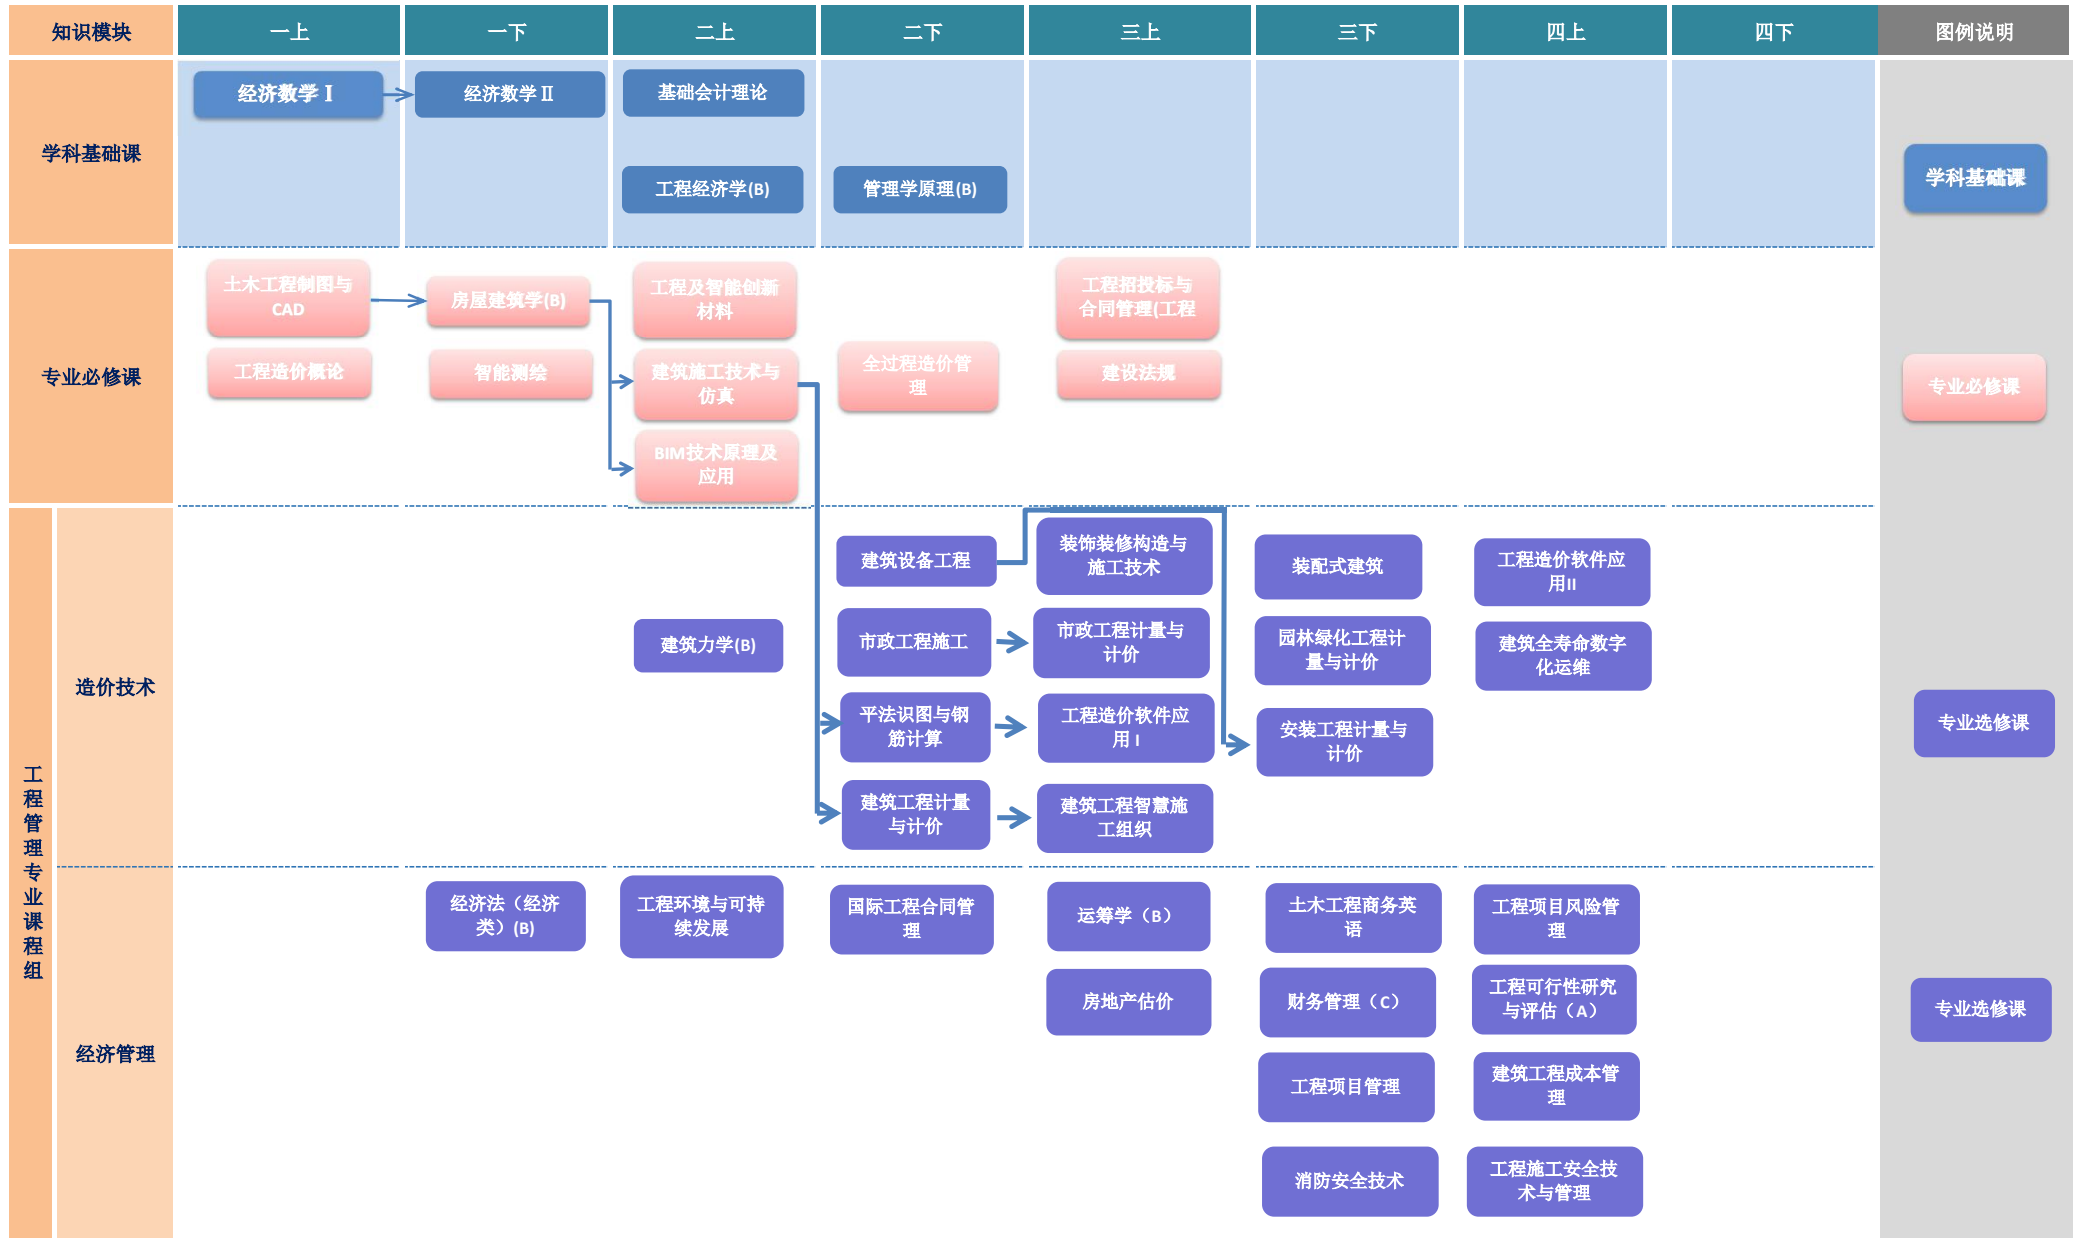 知识模块
一上
一下
二上
二下
三上
三下
四上
四下
图例说明
学科基础课
经济数学 I
经济数学 II
基础会计理论
工程经济学(B)
管理学原理(B)
学科基础课
专业必修课
土木工程制图与
CAD
房屋建筑学(B)
工程及智能创新
材料
工程招投标与
合同管理(工程
工程造价概论
智能测绘
建筑施工技术与
仿真
全过程造价管
理
建设法规
BIM技术原理及
应用
专业必修课
工程管理专业课程组
造价技术
建筑力学(B)
建筑设备工程
市政工程施工
平法识图与钢
筋计算
建筑工程计量
与计价
装饰装修构造与
施工技术
市政工程计量与
计价
工程造价软件应
用 I
建筑工程智慧施
工组织
装配式建筑
园林绿化工程计
量与计价
安装工程计量与
计价
工程造价软件应
用II
建筑全寿命数字
化运维
专业选修课
经济管理
经济法（经济
类）(B)
工程环境与可持
续发展
国际工程合同管
理
运筹学（B）
房地产估价
土木工程商务英
语
财务管理（C）
工程项目管理
消防安全技术
工程项目风险管
理
工程可行性研究
与评估（A）
建筑工程成本管
理
工程施工安全技
术与管理
专业选修课